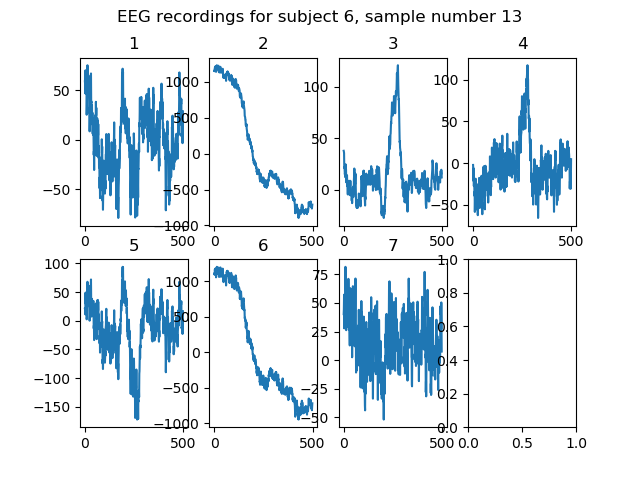 EEG recordings for subject 6, sample number 13
1 2 3 4
50 0 −50 0 500
1000 500 0 −500 −1000 0 500
100 50 0 0 500
100 50 0 −50 0 500
5 6 7
100 50 0 −50 −100 −150 0 500
1000 500 0 −500 −1000 0 500
75 50 25 0 −25 −50 0 500
1.0 0.8 0.6 0.4 0.2 0.0 0.0 0.5 1.0